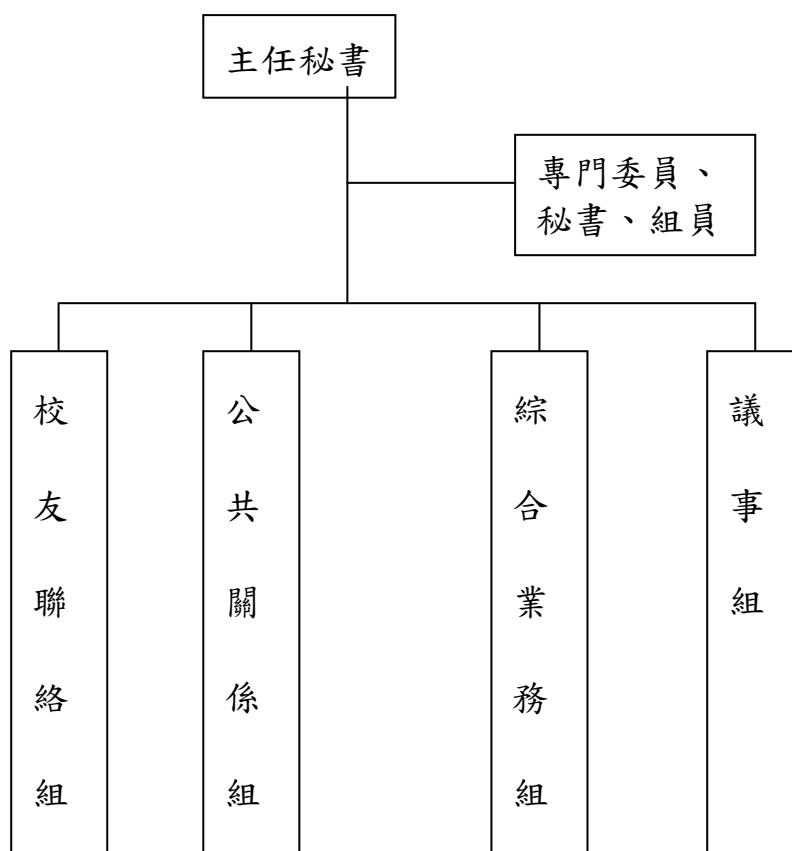 主任秘書
專門委員、
秘書、組員
校友聯絡組
公共關係組
綜合業務組
議事組